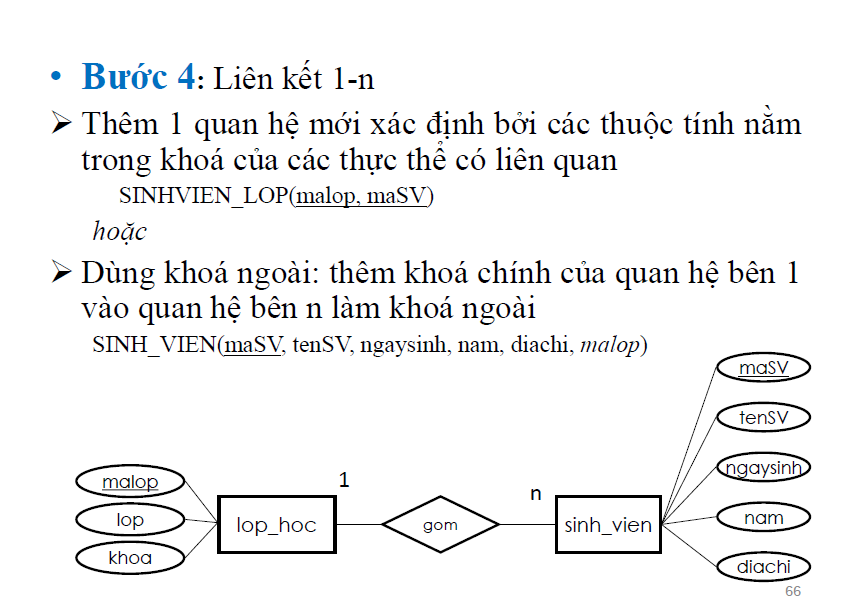 • Bước 4: Liên kết 1-n
➢ Thêm 1 quan hệ mới xác định bởi các thuộc tính nằm
trong khoá của các thực thể có liên quan
SINHVIEN_LOP(malop, maSV)
hoặc
➢ Dùng khoá ngoài: thêm khoá chính của quan hệ bên 1
vào quan hệ bên n làm khoá ngoài
SINH_VIEN(maSV, tenSV, ngaysinh, nam, diachi, malop)
maSV
tenSV
ngaysinh
nam
diachi
malop
lop
khoa
lop_hoc
1
gom
n
sinh_vien
66